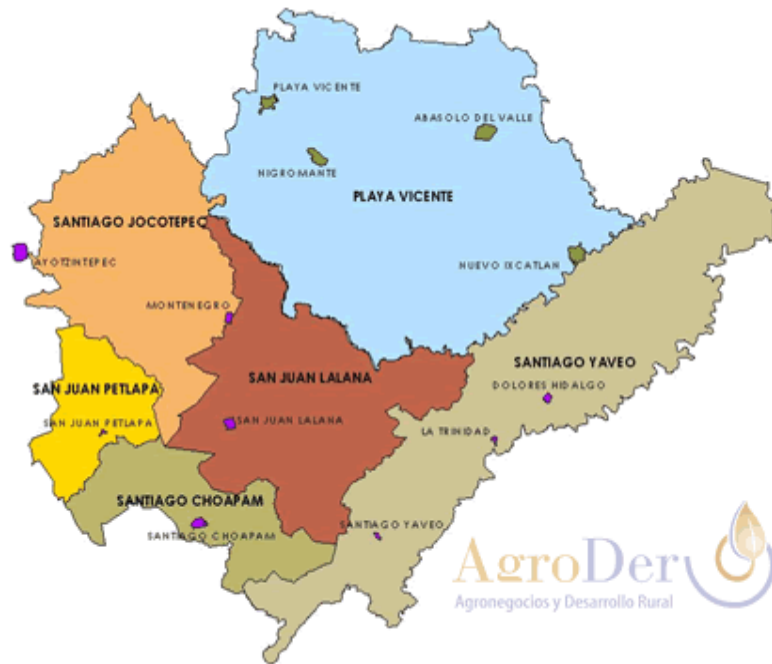 PLAYA VICENTE
ABASOLO DEL VALLE
NIGROMANTE
PLAYA VICENTE
SANTIAGO JOCOTEPEC
AYOTZINTEPEC
NUEVO IXCATLAN
MONTENEGRO
SANTIAGO YAVEO
SAN JUAN LALANA
SAN JUAN PETLAPA
DOLORES HIDALGO
SAN JUAN PETLAPA
SAN JUAN LALANA
LA TRINIDAD
SANTIAGO CHOAPAM
SANTIAGO YAVEO
SANTIAGO CHOAPAM
AgroDer
Agronegocios y Desarrollo Rural